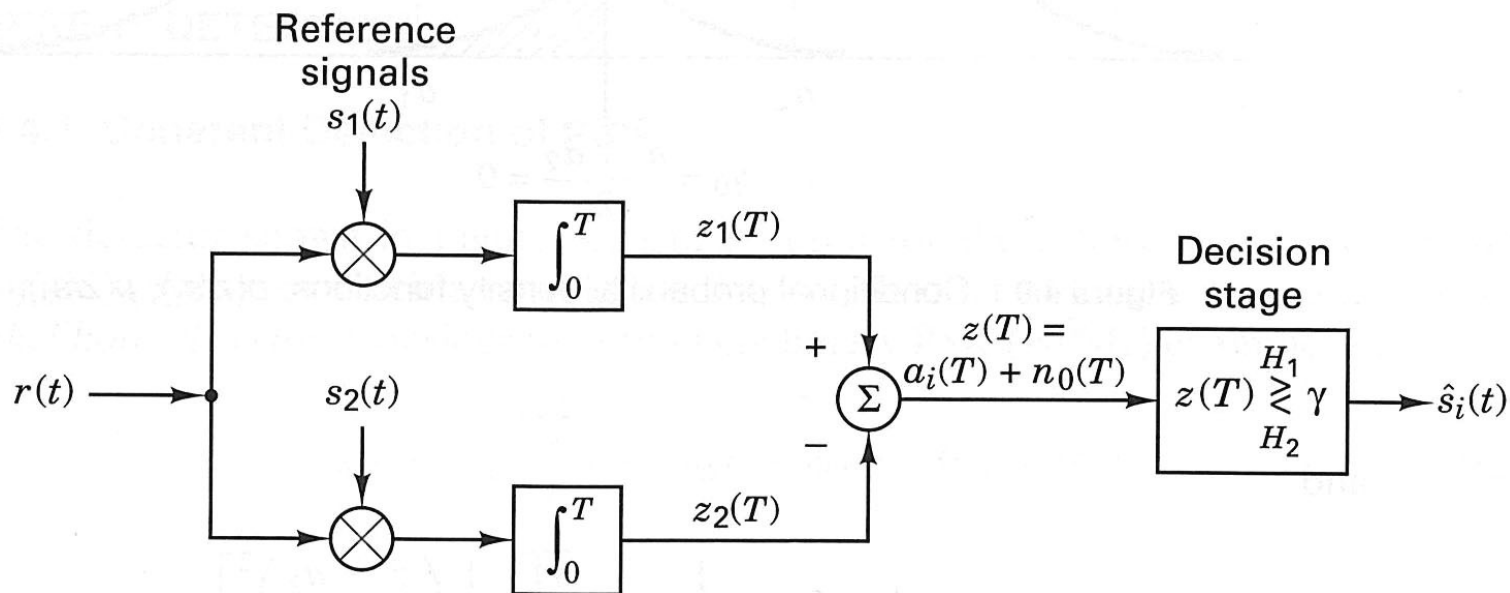 Reference
signals
s₁(t)
∫₀ᵀ
z₁(T)
Decision
stage
+
z(T) =
aᵢ(T) + n₀(T)
H₁
r(t)
s₂(t)
Σ
z(T) ≷ γ
ŝᵢ(t)
H₂
−
∫₀ᵀ
z₂(T)